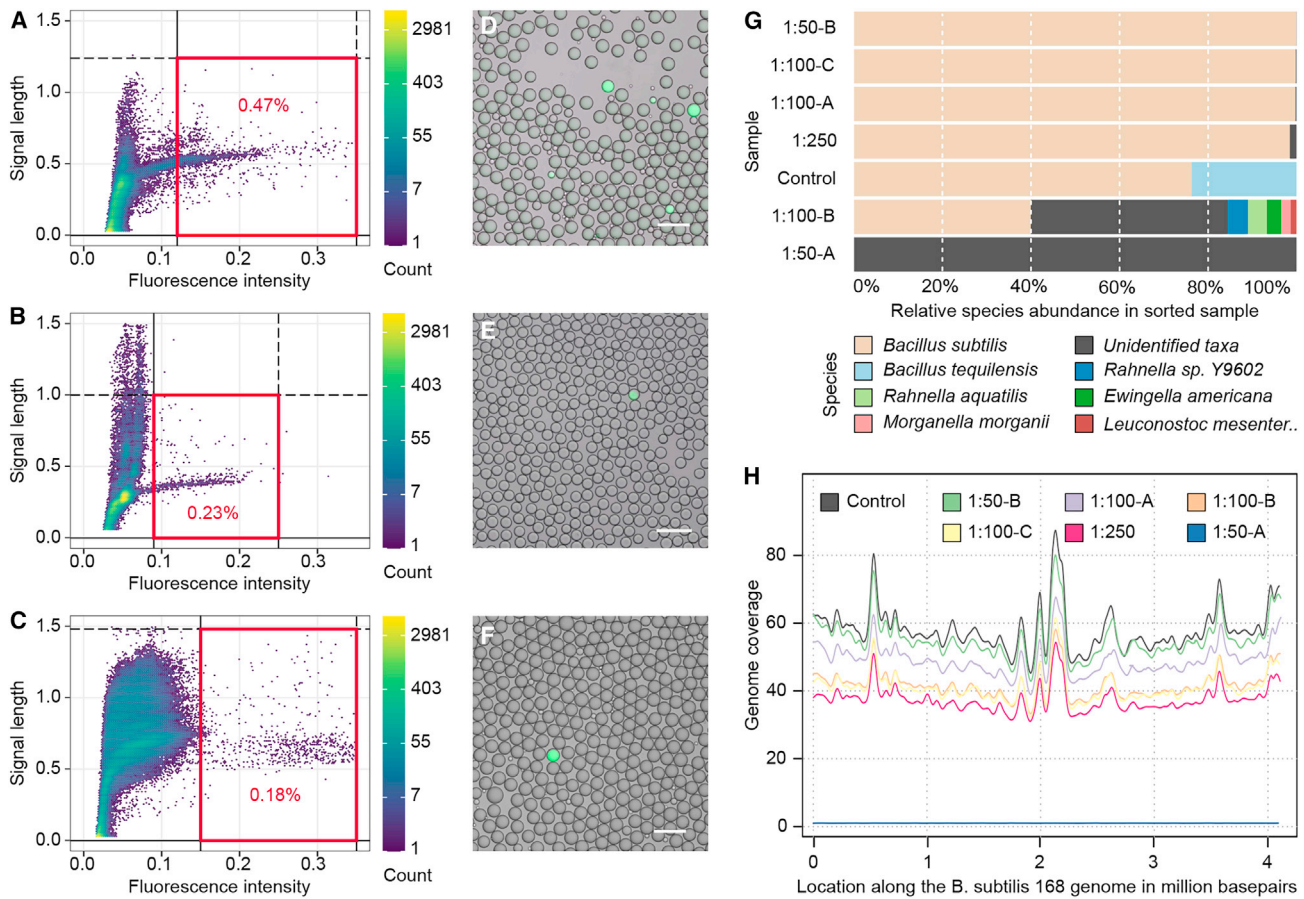 A
Signal length
1.5
1.0
0.5
0.0
0.47%
0.0 0.1 0.2 0.3
Fluorescence intensity
2981
403
55
7
1
Count
D
B
Signal length
1.5
1.0
0.5
0.0
0.23%
0.0 0.1 0.2 0.3
Fluorescence intensity
2981
403
55
7
1
Count
E
C
Signal length
1.5
1.0
0.5
0.0
0.18%
0.0 0.1 0.2 0.3
Fluorescence intensity
2981
403
55
7
1
Count
F
G
Sample
1:50-B
1:100-C
1:100-A
1:250
Control
1:100-B
1:50-A
0% 20% 40% 60% 80% 100%
Relative species abundance in sorted sample
Species
Bacillus subtilis Unidentified taxa
Bacillus tequilensis Rahnella sp. Y9602
Rahnella aquatilis Ewingella americana
Morganella morganii Leuconostoc mesenter..
H
Control 1:50-B 1:100-A 1:100-B
1:100-C 1:250 1:50-A
Genome coverage
80
60
40
20
0
0 1 2 3 4
Location along the B. subtilis 168 genome in million basepairs